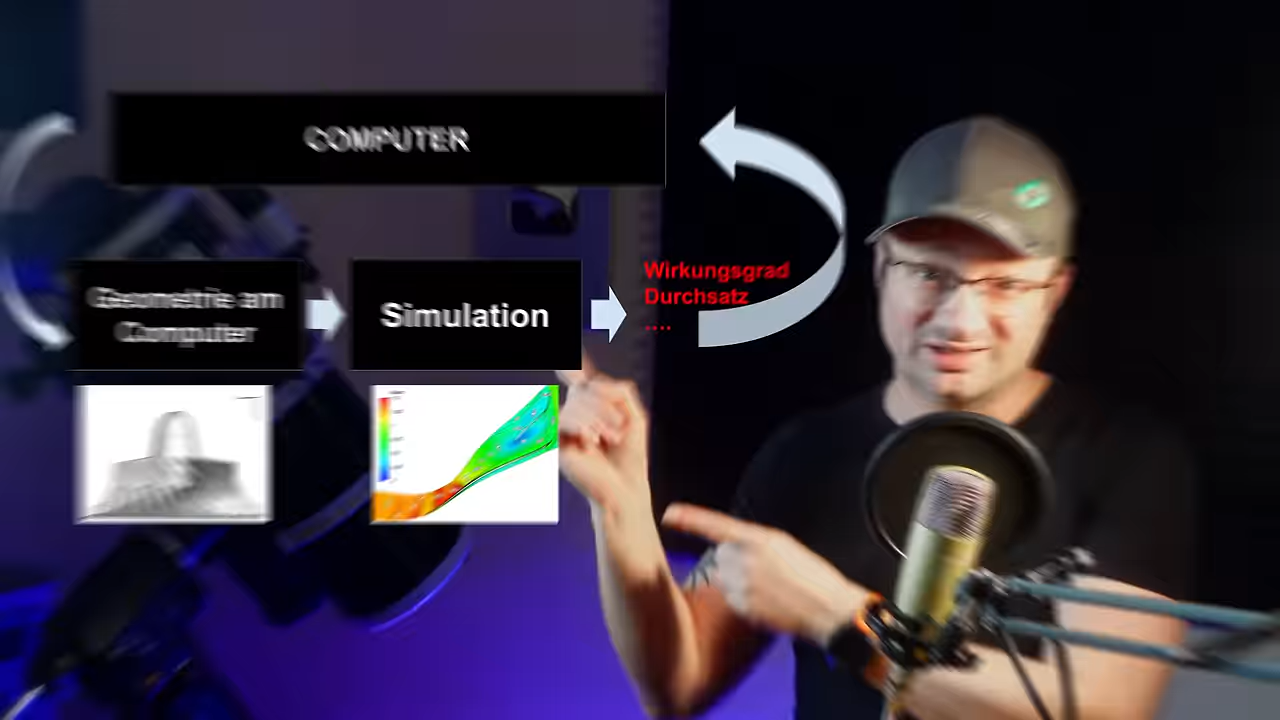 COMPUTER
Geometrie am
Computer
Simulation
Wirkungsgrad
Durchsatz
....